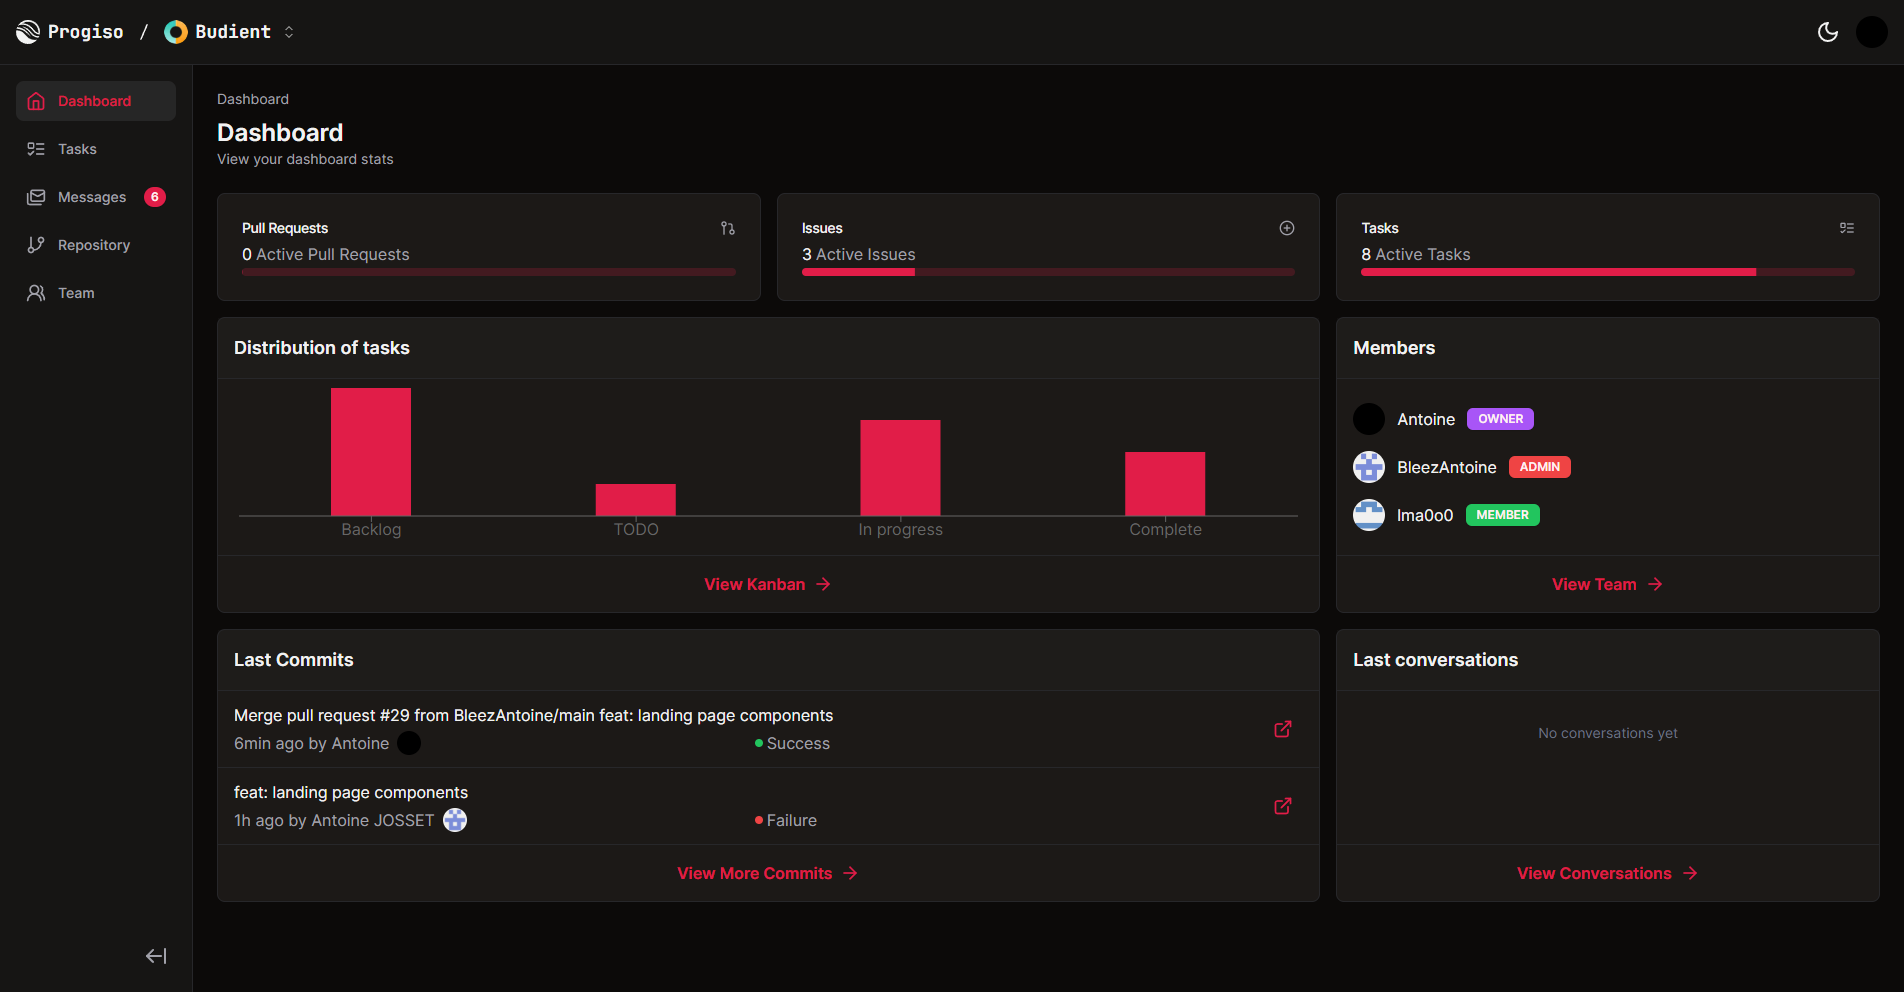 Progiso / Budient
Dashboard
Tasks
Messages 6
Repository
Team
Dashboard
Dashboard
View your dashboard stats
Pull Requests
0 Active Pull Requests
Issues
3 Active Issues
Tasks
8 Active Tasks
Distribution of tasks
Backlog TODO In progress Complete
View Kanban
Members
Antoine OWNER
BleezAntoine ADMIN
lma0o0 MEMBER
View Team
Last Commits
Merge pull request #29 from BleezAntoine/main feat: landing page components
6min ago by Antoine Success
feat: landing page components
1h ago by Antoine JOSSET Failure
View More Commits
Last conversations
No conversations yet
View Conversations